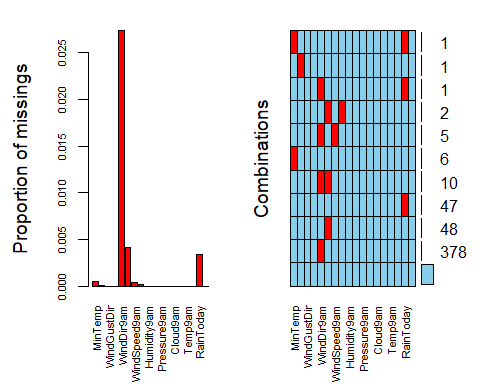 Proportion of missings
0.000
0.005
0.010
0.015
0.020
0.025
MinTemp
WindGustDir
WindDir9am
WindSpeed9am
Humidity9am
Pressure9am
Cloud9am
Temp9am
RainToday
Combinations
1
1
1
2
5
6
10
47
48
378
MinTemp
WindGustDir
WindDir9am
WindSpeed9am
Humidity9am
Pressure9am
Cloud9am
Temp9am
RainToday